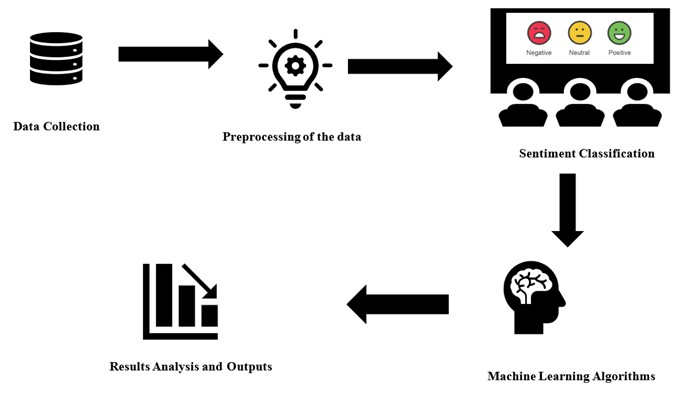 Negative Neutral Positive
Data Collection
Preprocessing of the data
Sentiment Classification
Machine Learning Algorithms
Results Analysis and Outputs